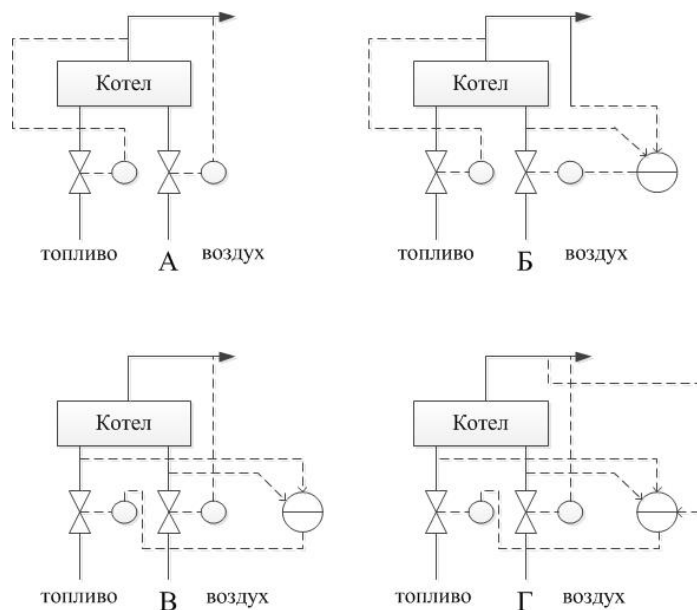 Котел
топливо А воздух
Котел
топливо Б воздух
Котел
топливо В воздух
Котел
топливо Г воздух